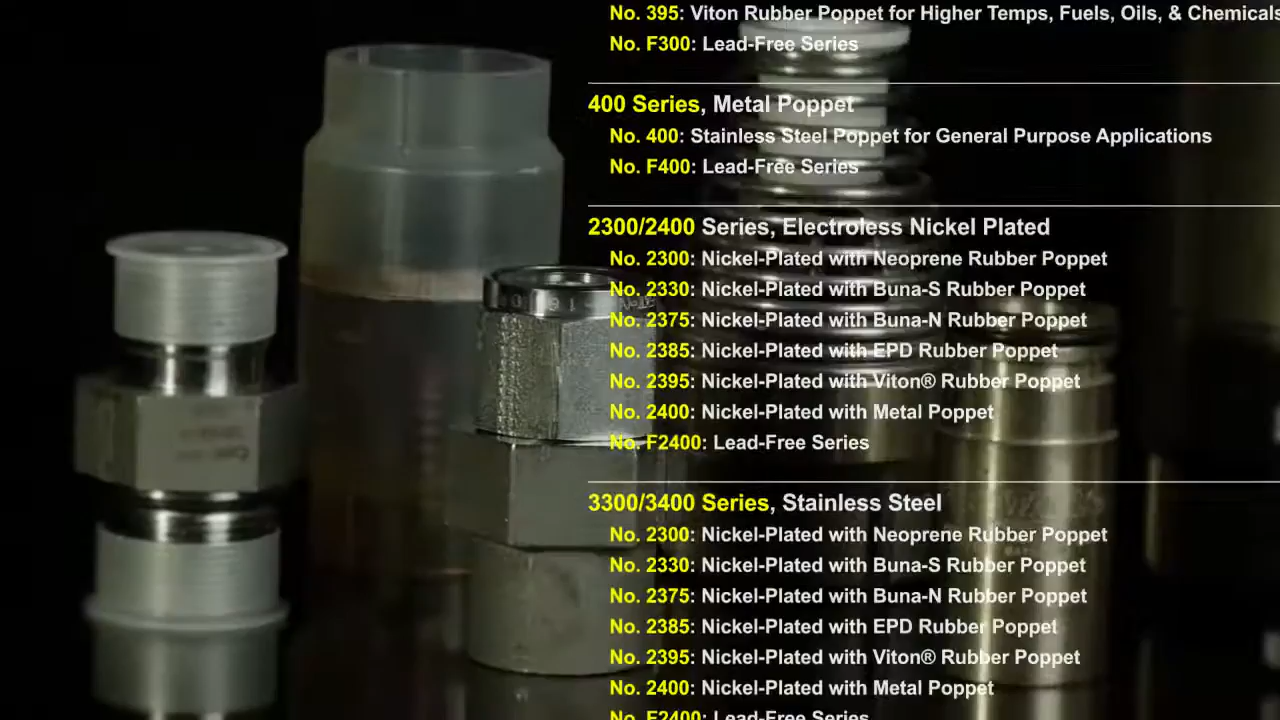 No. 395: Viton Rubber Poppet for Higher Temps, Fuels, Oils, & Chemicals
No. F300: Lead-Free Series
400 Series, Metal Poppet
No. 400: Stainless Steel Poppet for General Purpose Applications
No. F400: Lead-Free Series
2300/2400 Series, Electroless Nickel Plated
No. 2300: Nickel-Plated with Neoprene Rubber Poppet
No. 2330: Nickel-Plated with Buna-S Rubber Poppet
No. 2375: Nickel-Plated with Buna-N Rubber Poppet
No. 2385: Nickel-Plated with EPD Rubber Poppet
No. 2395: Nickel-Plated with Viton® Rubber Poppet
No. 2400: Nickel-Plated with Metal Poppet
No. F2400: Lead-Free Series
3300/3400 Series, Stainless Steel
No. 2300: Nickel-Plated with Neoprene Rubber Poppet
No. 2330: Nickel-Plated with Buna-S Rubber Poppet
No. 2375: Nickel-Plated with Buna-N Rubber Poppet
No. 2385: Nickel-Plated with EPD Rubber Poppet
No. 2395: Nickel-Plated with Viton® Rubber Poppet
No. 2400: Nickel-Plated with Metal Poppet
No. F2400: Lead-Free Series